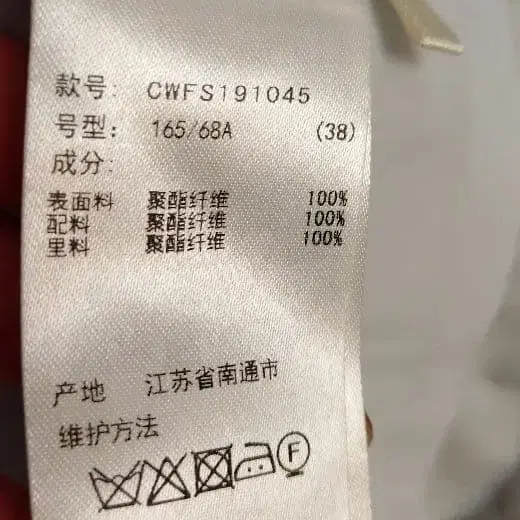 款号: CWFS191045
号型: 165/68A (38)
成分:
表面料 聚酯纤维 100%
配料 聚酯纤维 100%
里料 聚酯纤维 100%
产地 江苏省南通市
维护方法
F